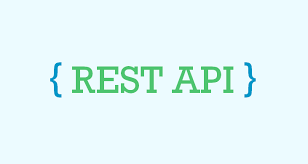 { REST API }